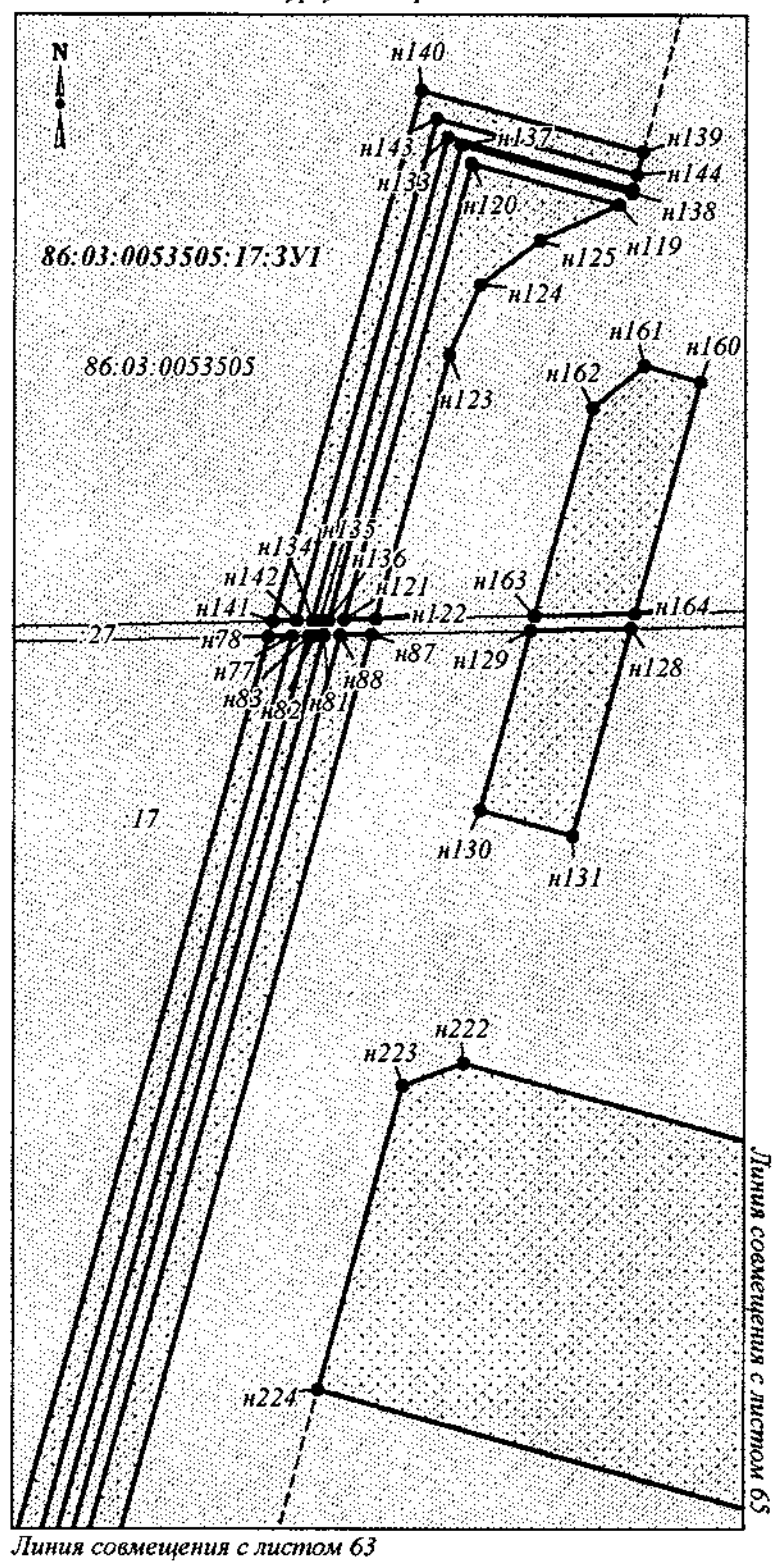 N
н140
н139
н143
н137
н144
н133
н120
н138
н119
н125
86:03:0053505:17:ЗУ1
н124
н161
н160
86:03:0053505
н162
н123
н135
н134
н136
н142
н121
н163
н141
н122
н164
:27
н78
н87
н129
н128
н77
н88
н83
н82
н81
:17
н130
н131
н222
н223
н224
Линия совмещения с листом 65
Линия совмещения с листом 63